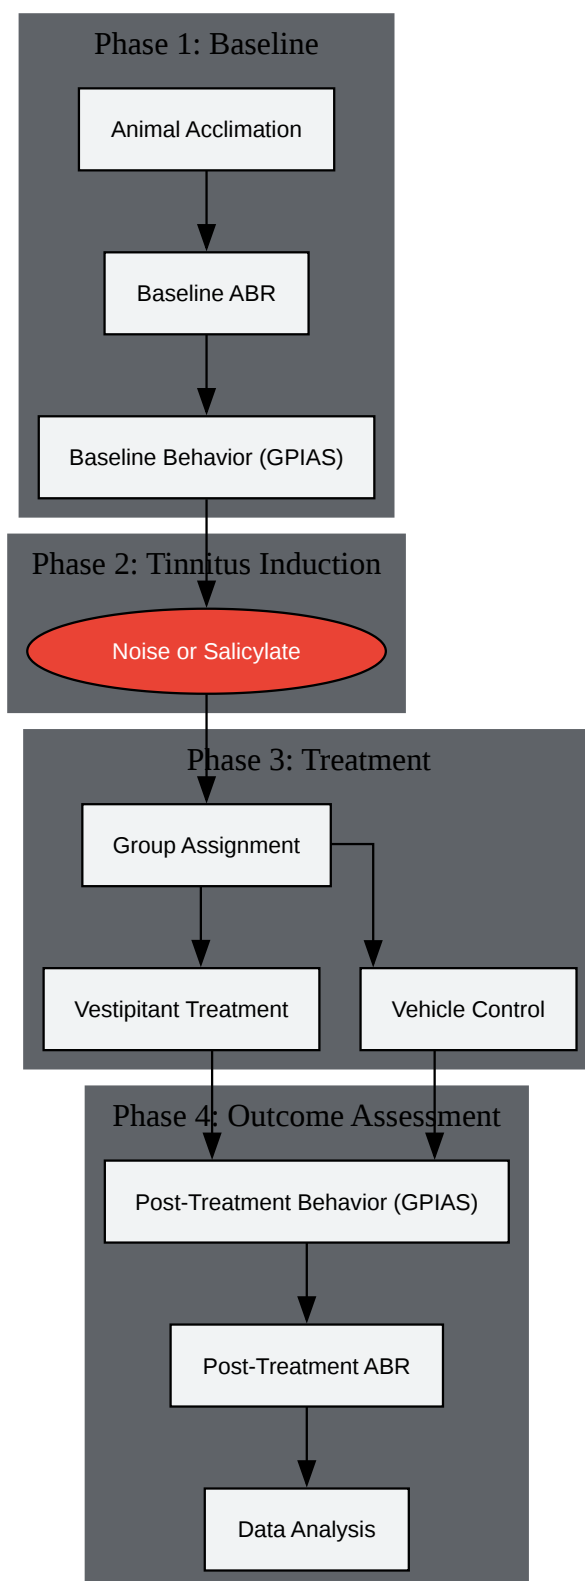 Phase 1: Baseline
Animal Acclimation
Baseline ABR
Baseline Behavior (GPIAS)
Phase 2: Tinnitus Induction
Noise or Salicylate
Phase 3: Treatment
Group Assignment
Vestipitant Treatment
Vehicle Control
Phase 4: Outcome Assessment
Post-Treatment Behavior (GPIAS)
Post-Treatment ABR
Data Analysis